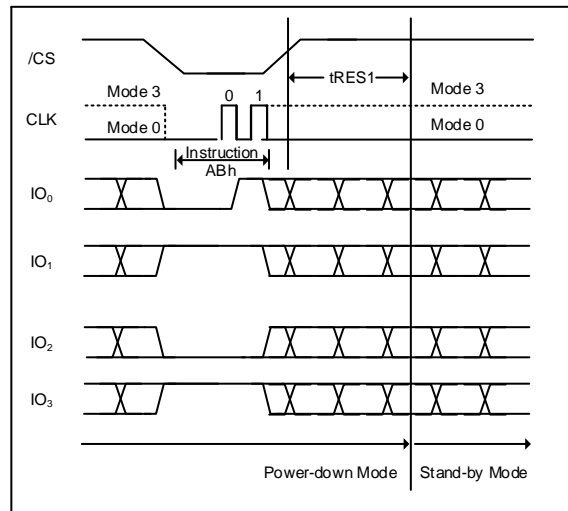 /CS
tRES1
Mode 3
0 1
Mode 3
CLK
Mode 0
Mode 0
Instruction
ABh
IO0
IO1
IO2
IO3
Power-down Mode
Stand-by Mode